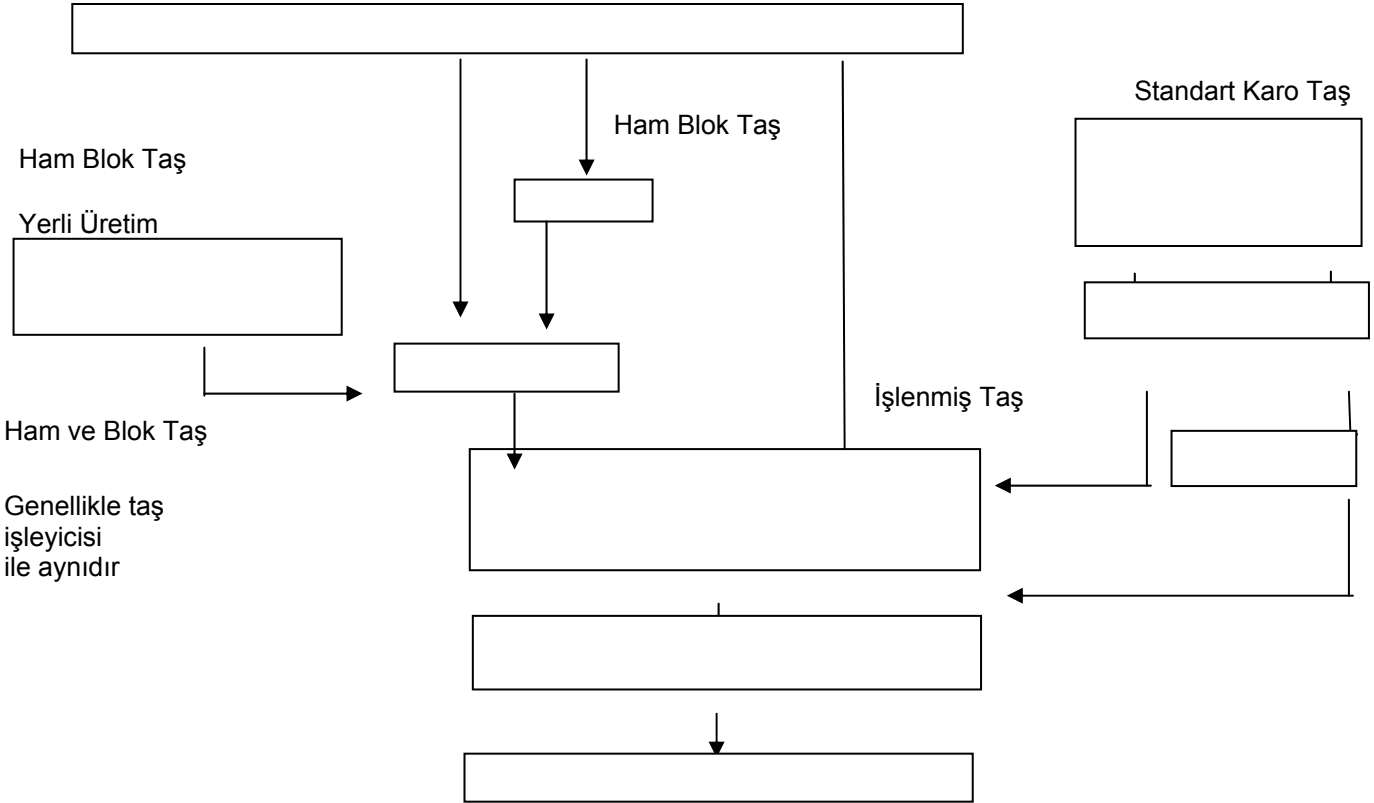 Standart Karo Taş
Ham Blok Taş
Ham Blok Taş
Yerli Üretim
İşlenmiş Taş
Ham ve Blok Taş
Genellikle taş
işleyicisi
ile aynıdır